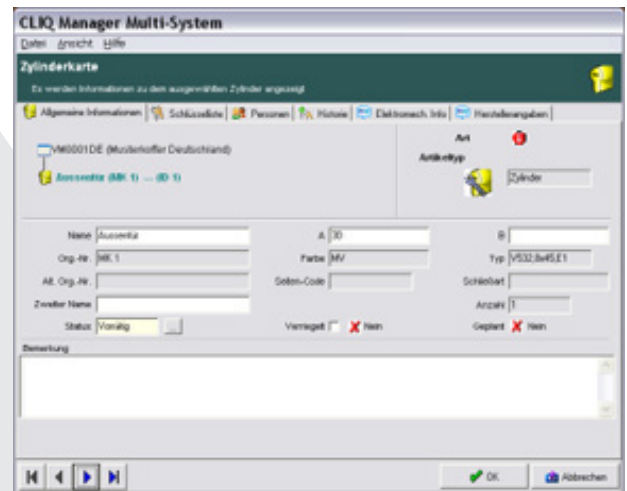 CLIQ Manager Multi-System
Datei Ansicht Hilfe
Zylinderkarte
Es werden Informationen zu dem ausgewählten Zylinder angezeigt
Allgemeine Informationen Schlüsselliste Personen Historie Elektromech. Info Herstellerangaben
VM0001DE (Musterkoffer Deutschland)
Aussentür (MK 1) ... (ID 1)
Art
Artikeltyp Zylinder
Name Aussentür A 30 B
Org.-Nr. MK 1 Farbe MV Typ
Alt. Org.-Nr. Seiten-Code Schließart
Zweiter Name Anzahl 1
Status Vorrätig ... Verriegelt Nein Geplant Nein
Bemerkung
OK Abbrechen